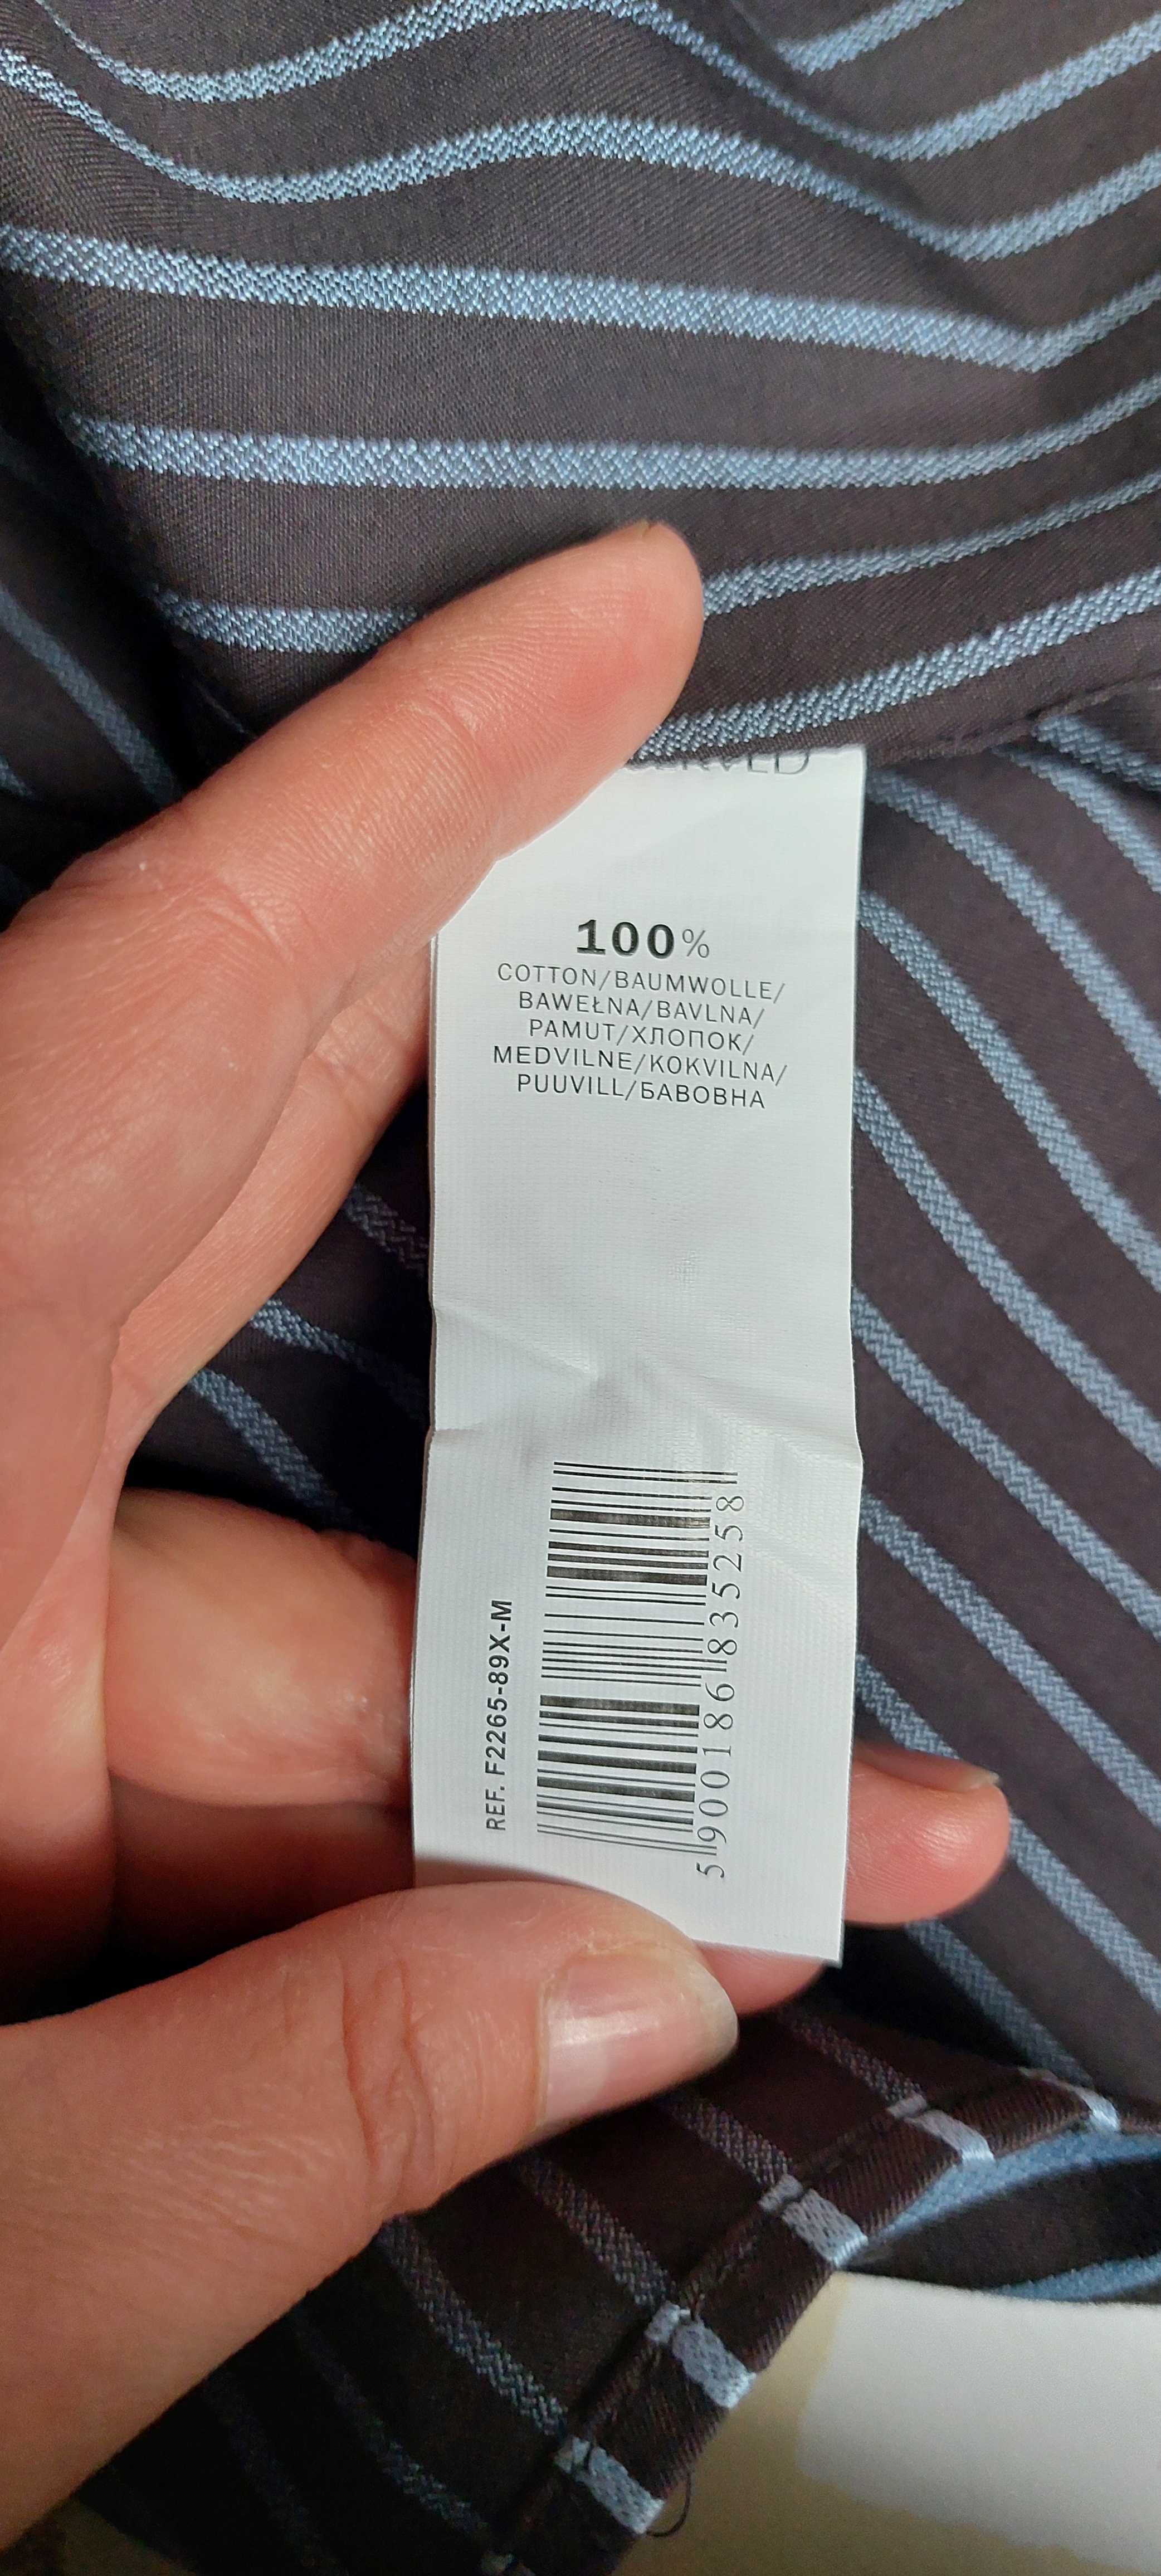 100%
COTTON/BAUMWOLLE/
BAWEŁNA/BAVLNA/
PAMUT/ХЛОПОК/
MEDVILNE/KOKVILNA/
PUUVILL/БАВОВНА
REF. F2265-89X-M
5900186835258